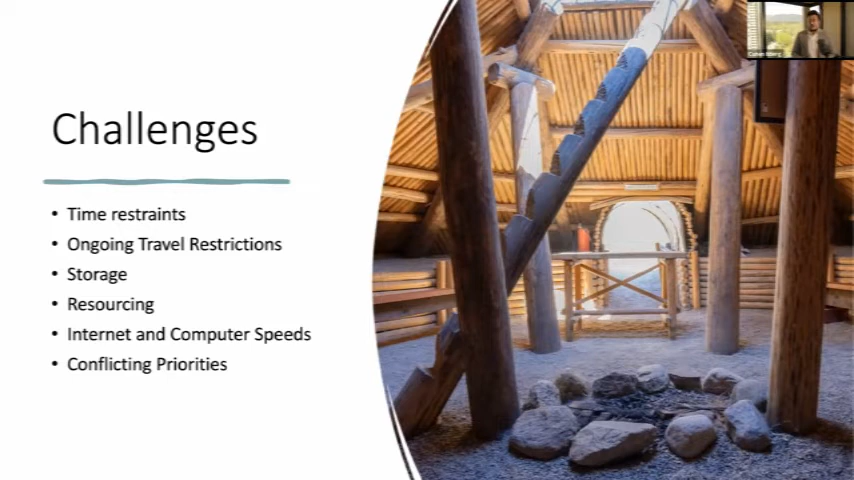 Challenges
• Time restraints
• Ongoing Travel Restrictions
• Storage
• Resourcing
• Internet and Computer Speeds
• Conflicting Priorities